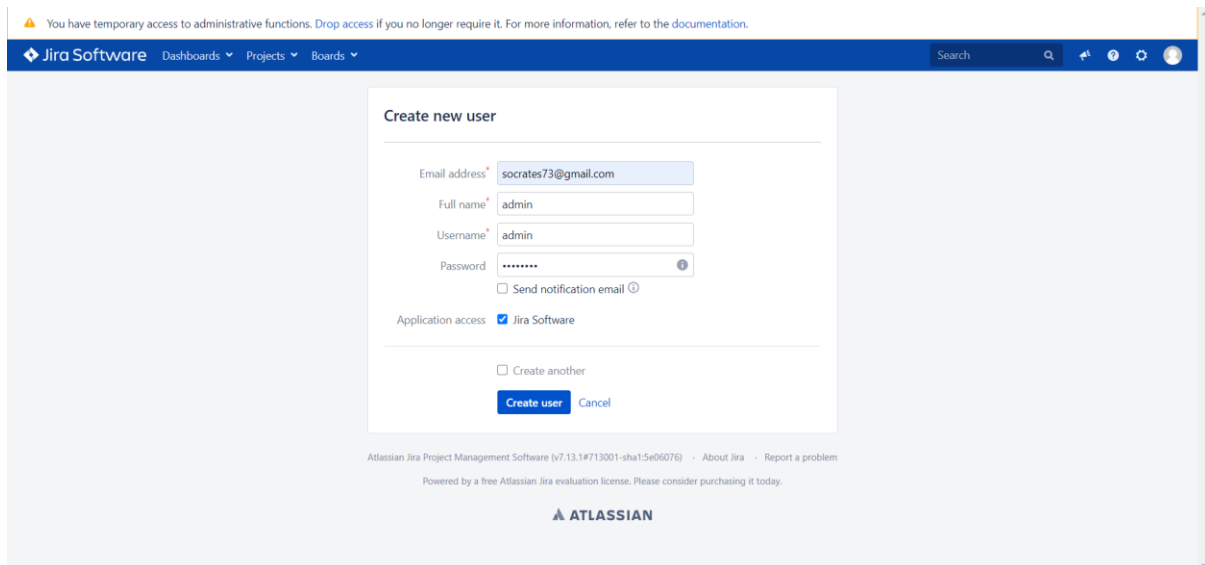 You have temporary access to administrative functions. Drop access if you no longer require it. For more information, refer to the documentation.
Jira Software Dashboards Projects Boards Search
Create new user
Email address* socrates73@gmail.com
Full name* admin
Username* admin
Password ••••••••
Send notification email
Application access Jira Software
Create another
Create user Cancel
Atlassian Jira Project Management Software (v7.13.1#713001-sha1:5e06076) · About Jira · Report a problem
Powered by a free Atlassian Jira evaluation license. Please consider purchasing it today.
ATLASSIAN